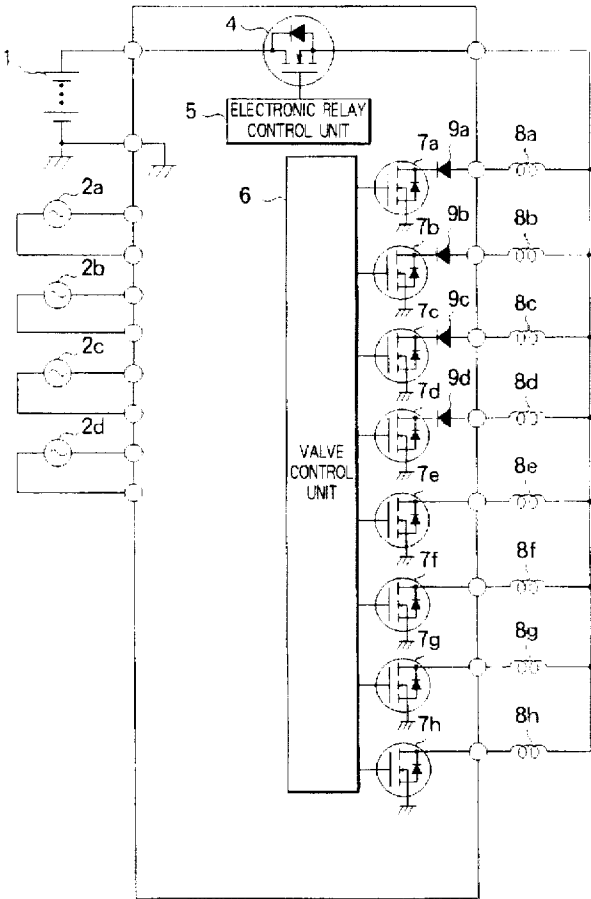 4
1
5
ELECTRONIC RELAY
CONTROL UNIT
6
7a
9a
8a
2a
7b
9b
8b
2b
7c
9c
8c
2c
7d
9d
8d
2d
VALVE
CONTROL
UNIT
7e
8e
7f
8f
7g
8g
7h
8h